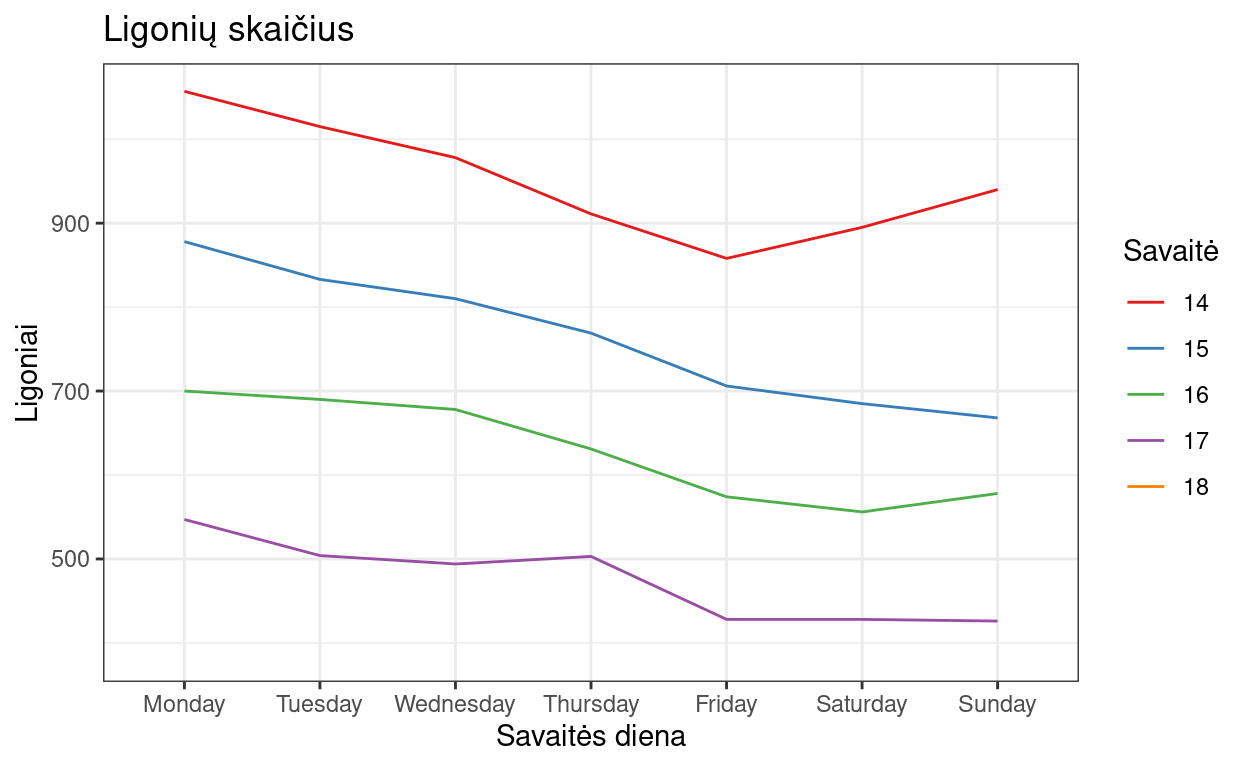 Ligonių skaičius
Ligoniai
900
700
500
Monday Tuesday Wednesday Thursday Friday Saturday Sunday
Savaitės diena
Savaitė
14
15
16
17
18